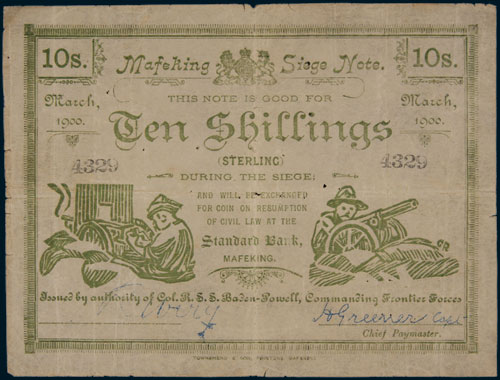 10s. Mafeking Siege Note. 10s.
March, 1900. THIS NOTE IS GOOD FOR March, 1900.
Ten Shillings
4329 (STERLING) 4329
DURING THE SIEGE;
AND WILL BE EXCHANGED
FOR COIN ON RESUMPTION
OF CIVIL LAW AT THE
Standard Bank,
MAFEKING.
Issued by authority of Col. R. S. S. Baden-Powell, Commanding Frontier Forces
H Greener Capt
Chief Paymaster.